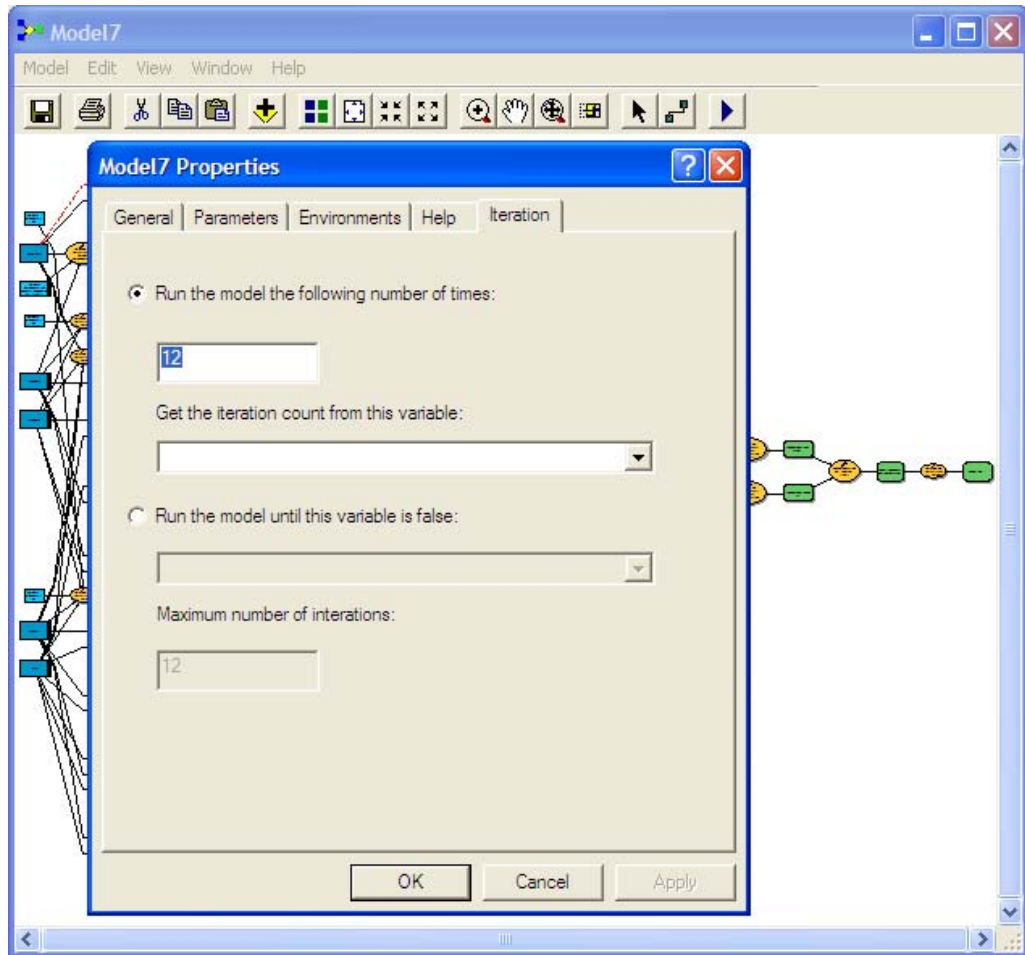 Model7
Model Edit View Window Help
Model7 Properties
General Parameters Environments Help Iteration
Run the model the following number of times:
12
Get the iteration count from this variable:
Run the model until this variable is false:
Maximum number of interations:
12
OK Cancel Apply